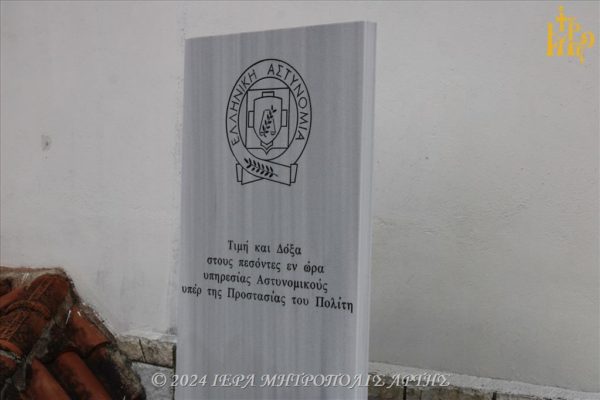 ΕΛΛΗΝΙΚΗ ΑΣΤΥΝΟΜΙΑ
Τιμή και Δόξα
στους πεσόντες εν ώρα
υπηρεσίας Αστυνομικούς
υπέρ της Προστασίας του Πολίτη
© 2024 ΙΕΡΑ ΜΗΤΡΟΠΟΛΙΣ ΑΡΤΗΣ